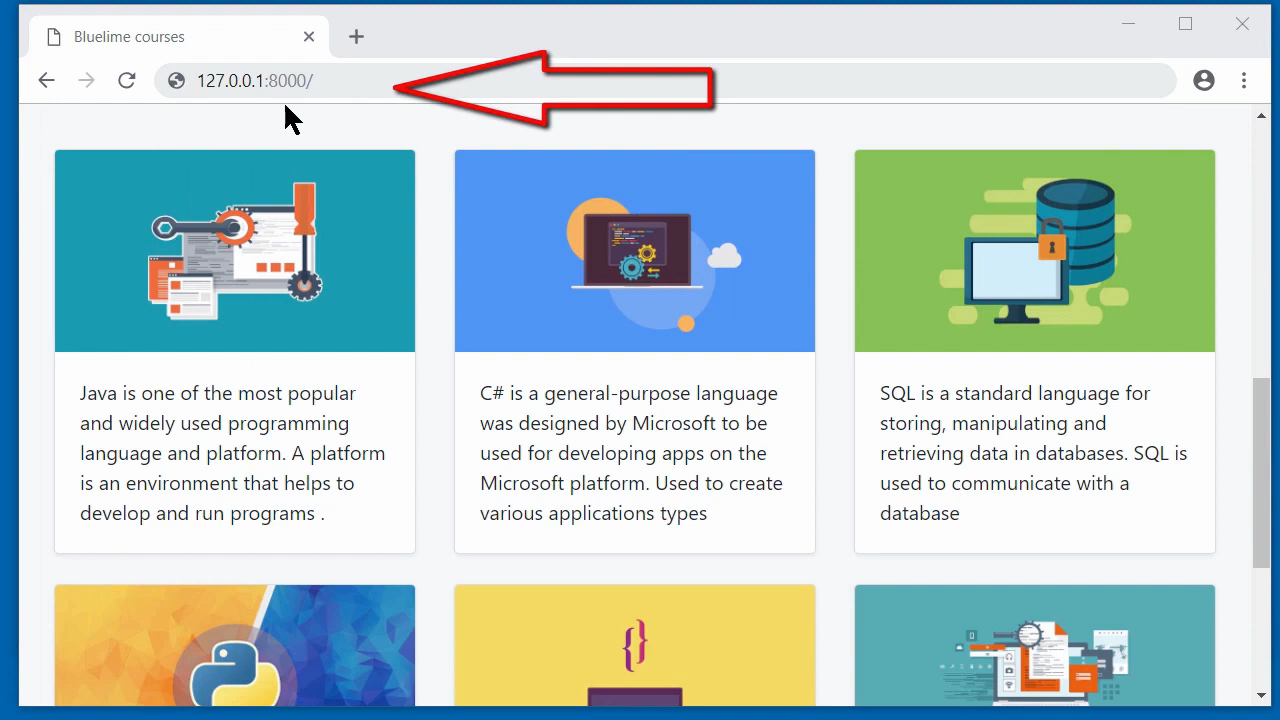 Bluelime courses
127.0.0.1:8000/
Java is one of the most popular
and widely used programming
language and platform. A platform
is an environment that helps to
develop and run programs .
C# is a general-purpose language
was designed by Microsoft to be
used for developing apps on the
Microsoft platform. Used to create
various applications types
SQL is a standard language for
storing, manipulating and
retrieving data in databases. SQL is
used to communicate with a
database
{}